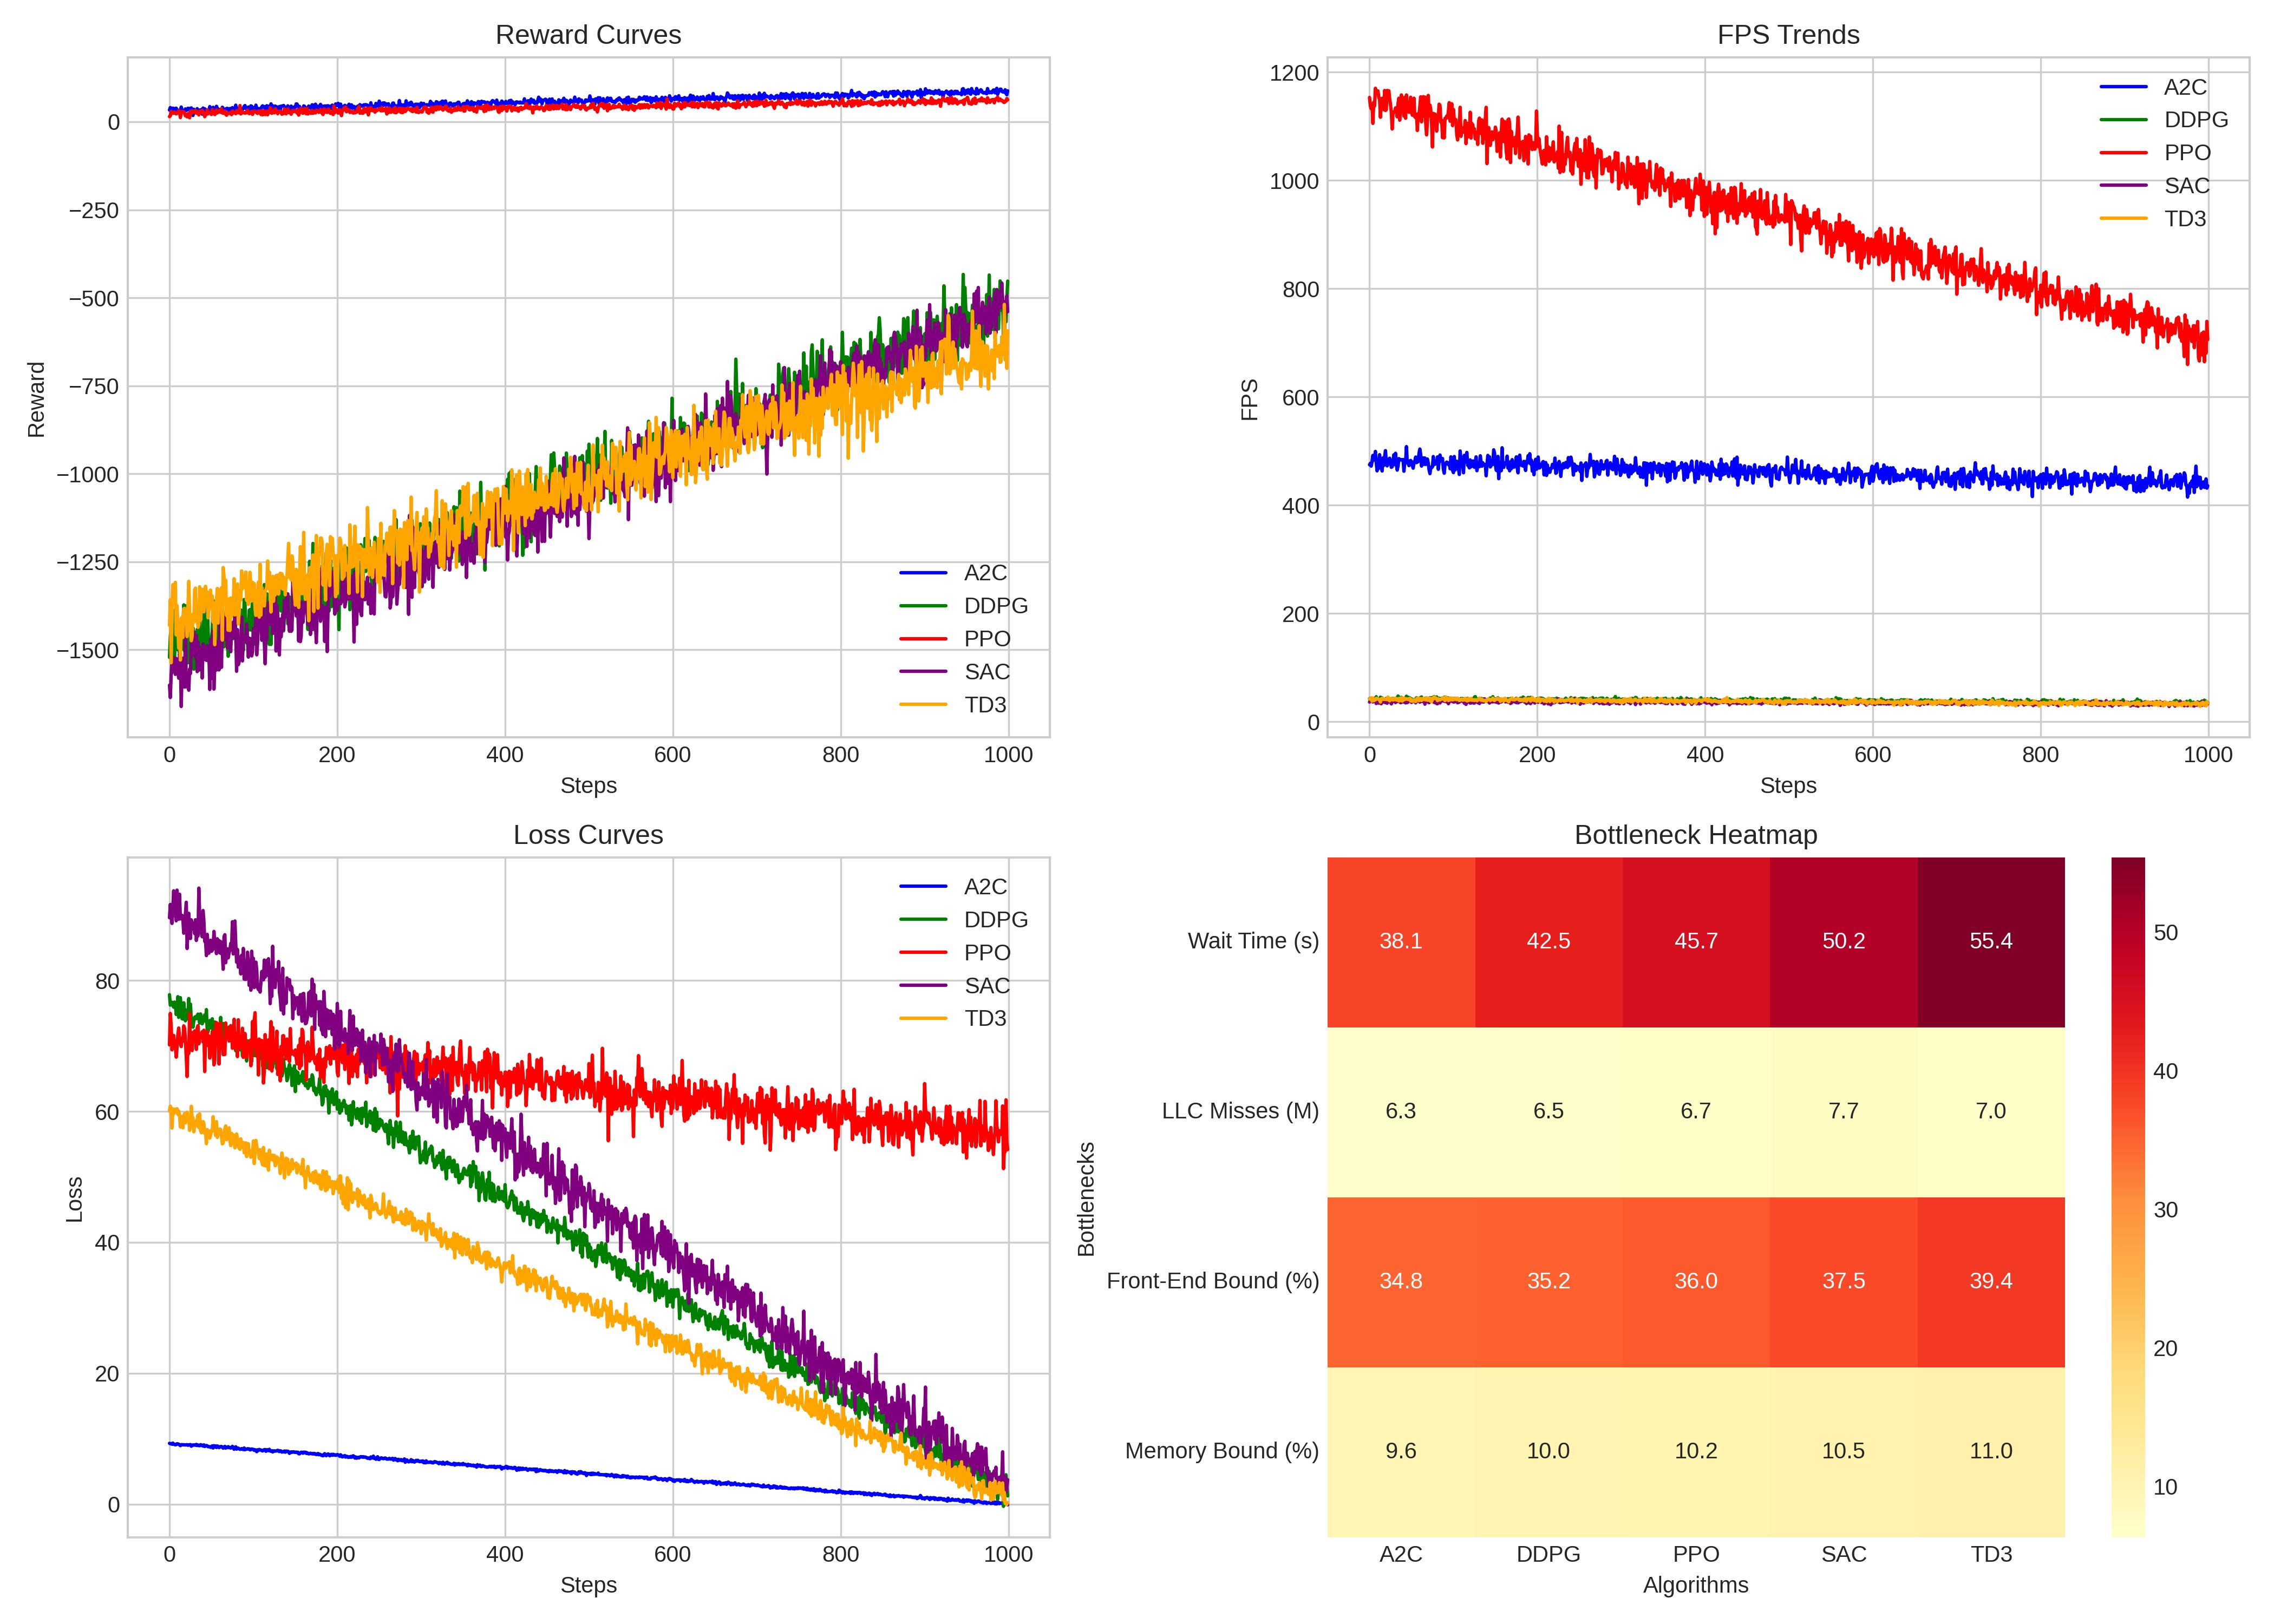 Reward Curves
0
−250
−500
−750
−1000
−1250
−1500
Reward
A2C
DDPG
PPO
SAC
TD3
0 200 400 600 800 1000
Steps
FPS Trends
1200
1000
800
600
400
200
0
FPS
A2C
DDPG
PPO
SAC
TD3
0 200 400 600 800 1000
Steps
Loss Curves
80
60
40
20
0
Loss
A2C
DDPG
PPO
SAC
TD3
0 200 400 600 800 1000
Steps
Bottleneck Heatmap
Bottlenecks
Wait Time (s) 38.1 42.5 45.7 50.2 55.4
LLC Misses (M) 6.3 6.5 6.7 7.7 7.0
Front-End Bound (%) 34.8 35.2 36.0 37.5 39.4
Memory Bound (%) 9.6 10.0 10.2 10.5 11.0
A2C DDPG PPO SAC TD3
Algorithms
50
40
30
20
10